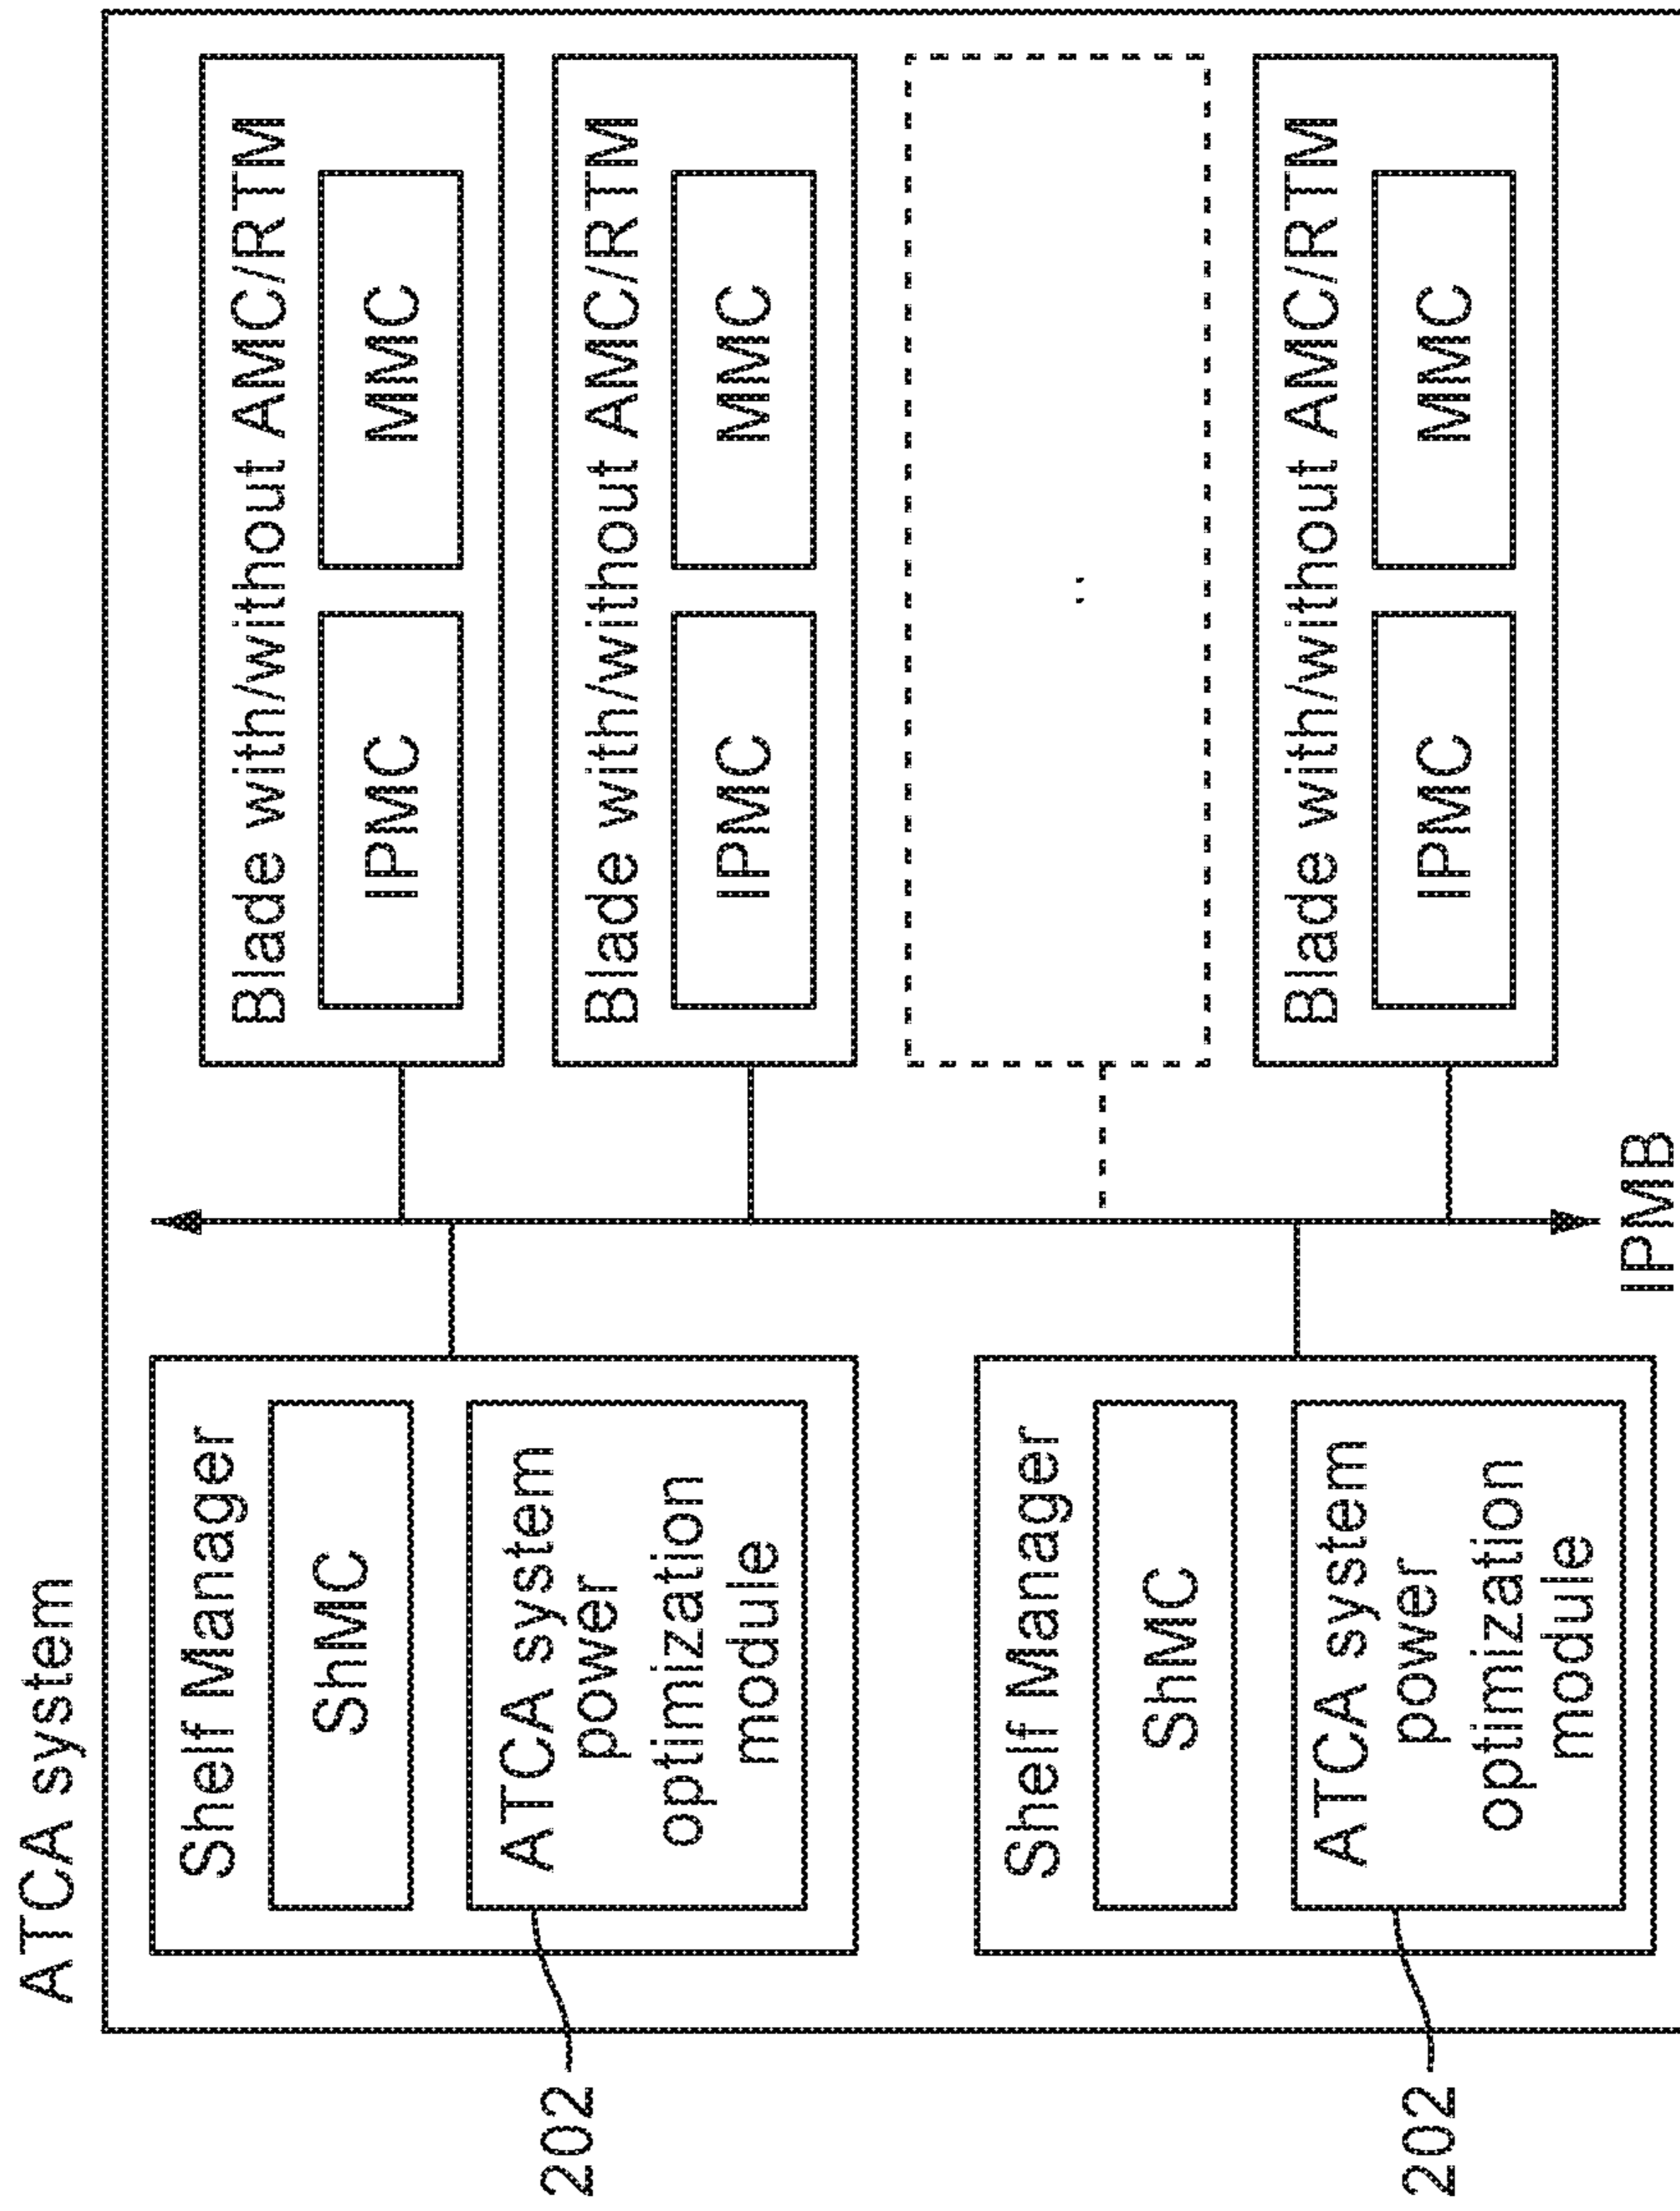 ATCA system
Shelf Manager
ShMC
ATCA system
power
optimization
module
202
Shelf Manager
ShMC
ATCA system
power
optimization
module
202
IPMB
Blade with/without AMC/RTM
IPMC
MMC
Blade with/without AMC/RTM
IPMC
MMC
Blade with/without AMC/RTM
IPMC
MMC